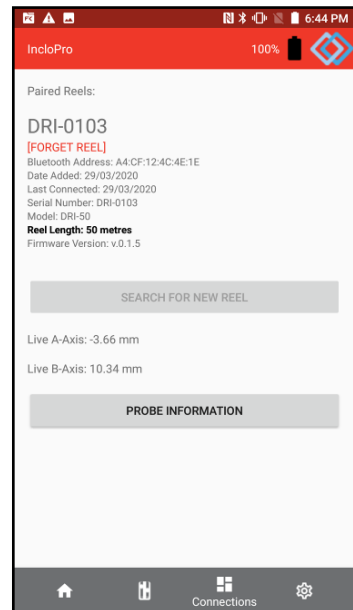 6:44 PM
IncloPro
100%
Paired Reels:
DRI-0103
[FORGET REEL]
Bluetooth Address: A4:CF:12:4C:4E:1E
Date Added: 29/03/2020
Last Connected: 29/03/2020
Serial Number: DRI-0103
Model: DRI-50
Reel Length: 50 metres
Firmware Version: v.0.1.5
SEARCH FOR NEW REEL
Live A-Axis: -3.66 mm
Live B-Axis: 10.34 mm
PROBE INFORMATION
Connections